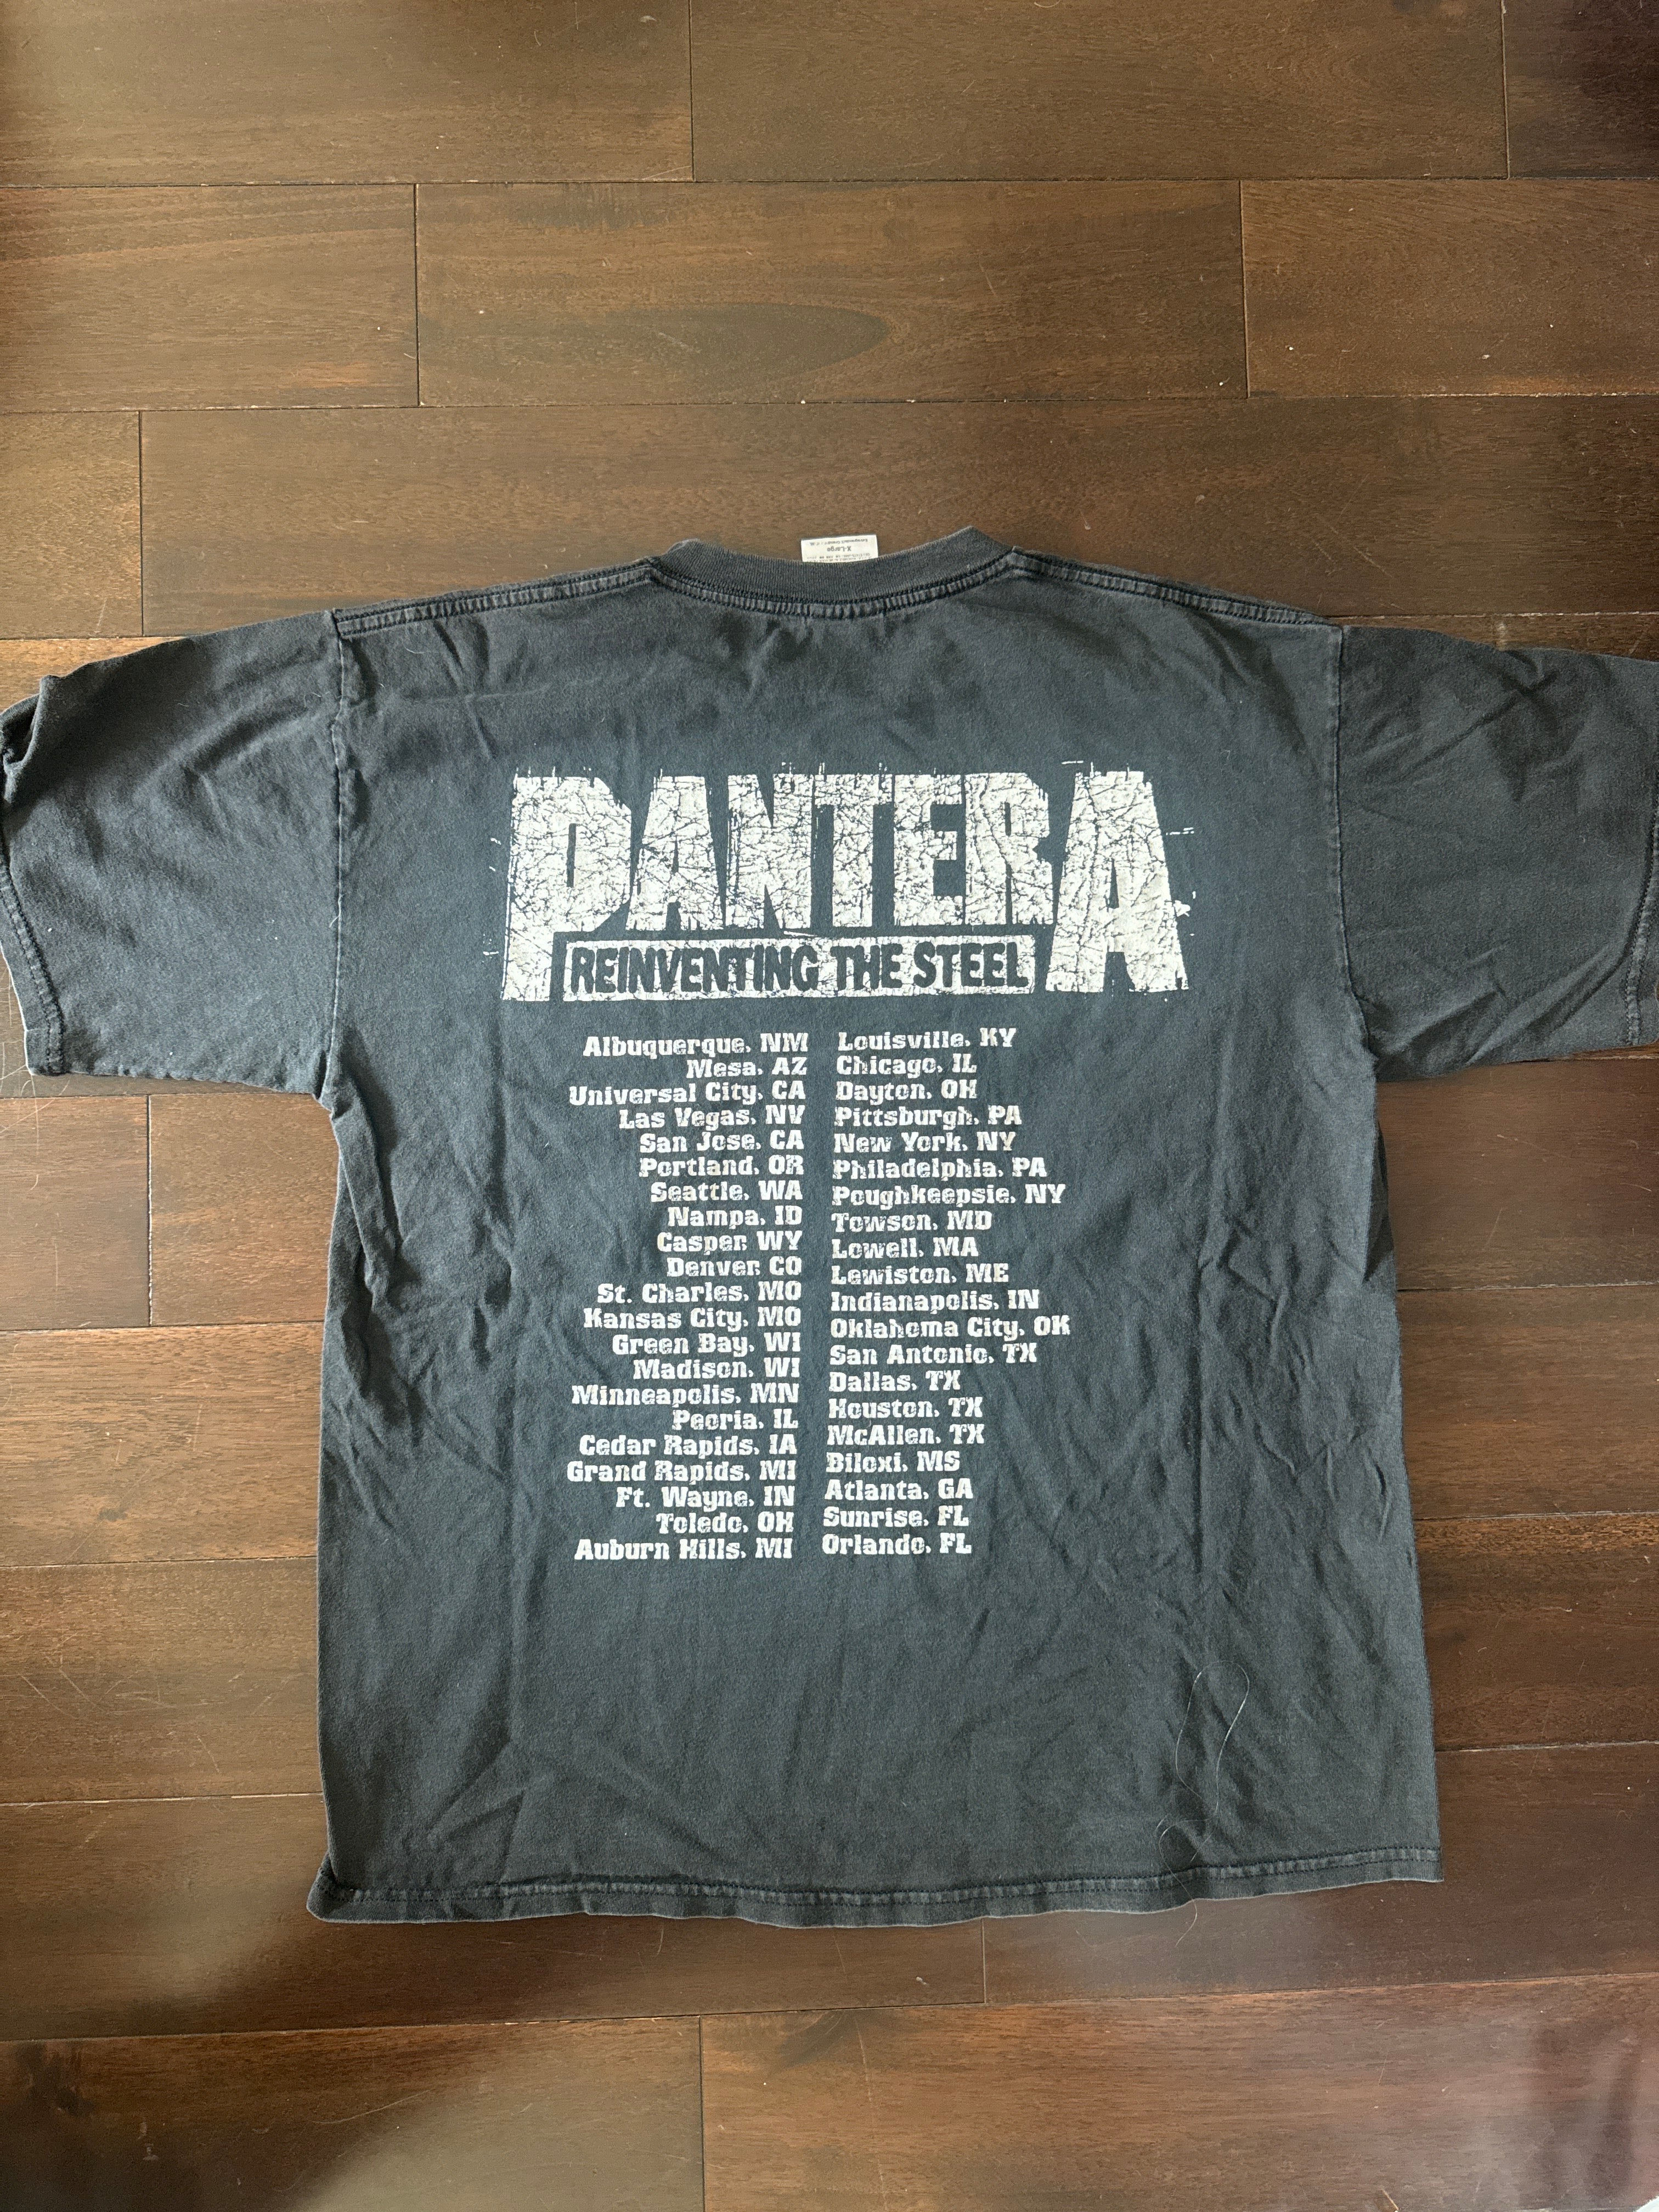 X-Large
PANTERA
REINVENTING THE STEEL
Albuquerque, NM
Mesa, AZ
Universal City, CA
Las Vegas, NV
San Jose, CA
Portland, OR
Seattle, WA
Nampa, ID
Casper, WY
Denver, CO
St. Charles, MO
Kansas City, MO
Green Bay, WI
Madison, WI
Minneapolis, MN
Peoria, IL
Cedar Rapids, IA
Grand Rapids, MI
Ft. Wayne, IN
Toledo, OH
Auburn Hills, MI
Louisville, KY
Chicago, IL
Dayton, OH
Pittsburgh, PA
New York, NY
Philadelphia, PA
Poughkeepsie, NY
Towson, MD
Lowell, MA
Lewiston, ME
Indianapolis, IN
Oklahoma City, OK
San Antonio, TX
Dallas, TX
Houston, TX
McAllen, TX
Biloxi, MS
Atlanta, GA
Sunrise, FL
Orlando, FL